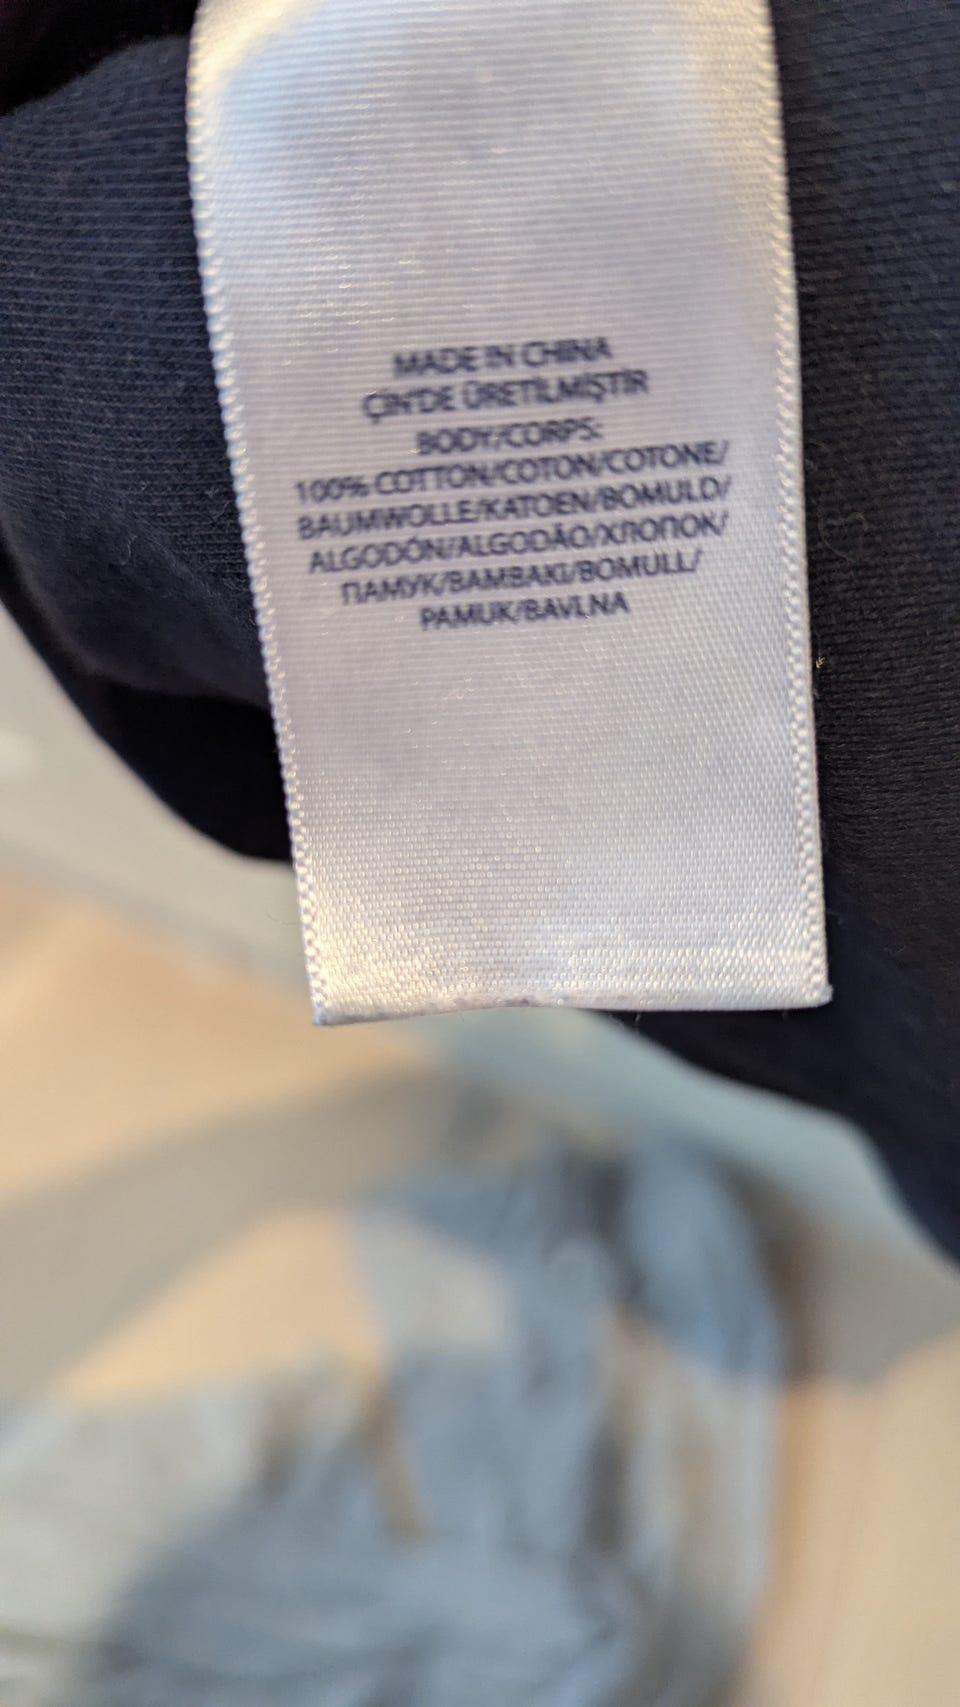 MADE IN CHINA
ÇİN'DE ÜRETİLMİŞTİR
BODY/CORPS:
100% COTTON/COTON/COTONE/
BAUMWOLLE/KATOEN/BOMULD/
ALGODÓN/ALGODÃO/ХЛОПОК/
ПАМУК/BAMBAKI/BOMULL/
PAMUK/BAVLNA